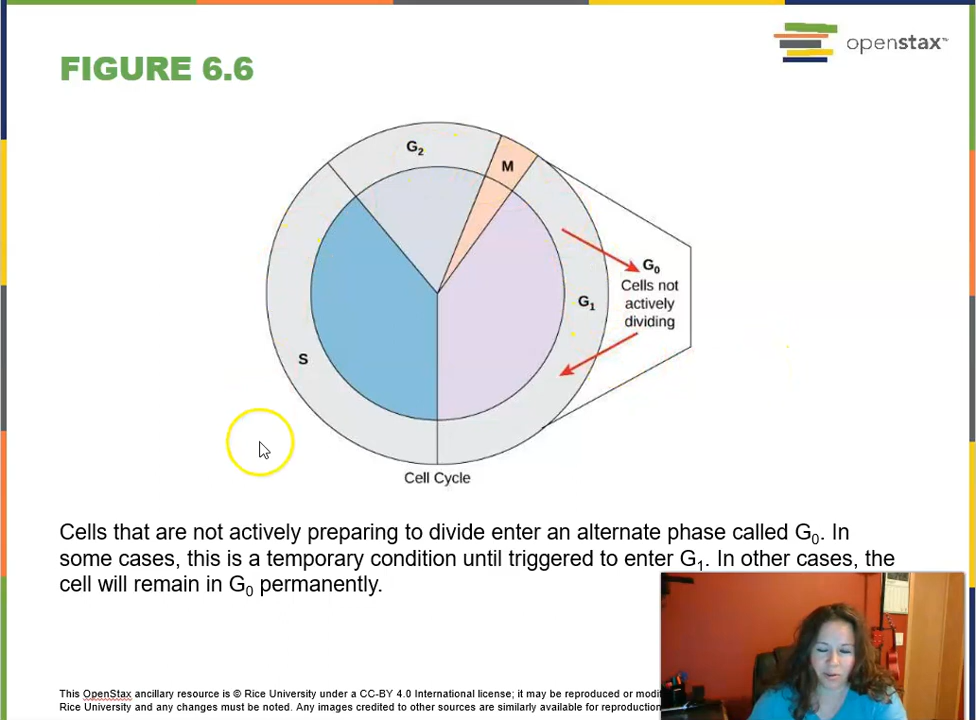 openstax™
FIGURE 6.6
G₂
M
G₀
Cells not
actively
dividing
G₁
S
Cell Cycle
Cells that are not actively preparing to divide enter an alternate phase called G₀. In
some cases, this is a temporary condition until triggered to enter G₁. In other cases, the
cell will remain in G₀ permanently.
This OpenStax ancillary resource is © Rice University under a CC-BY 4.0 International license; it may be reproduced or
Rice University and any changes must be noted. Any images credited to other sources are similarly available for reproduction